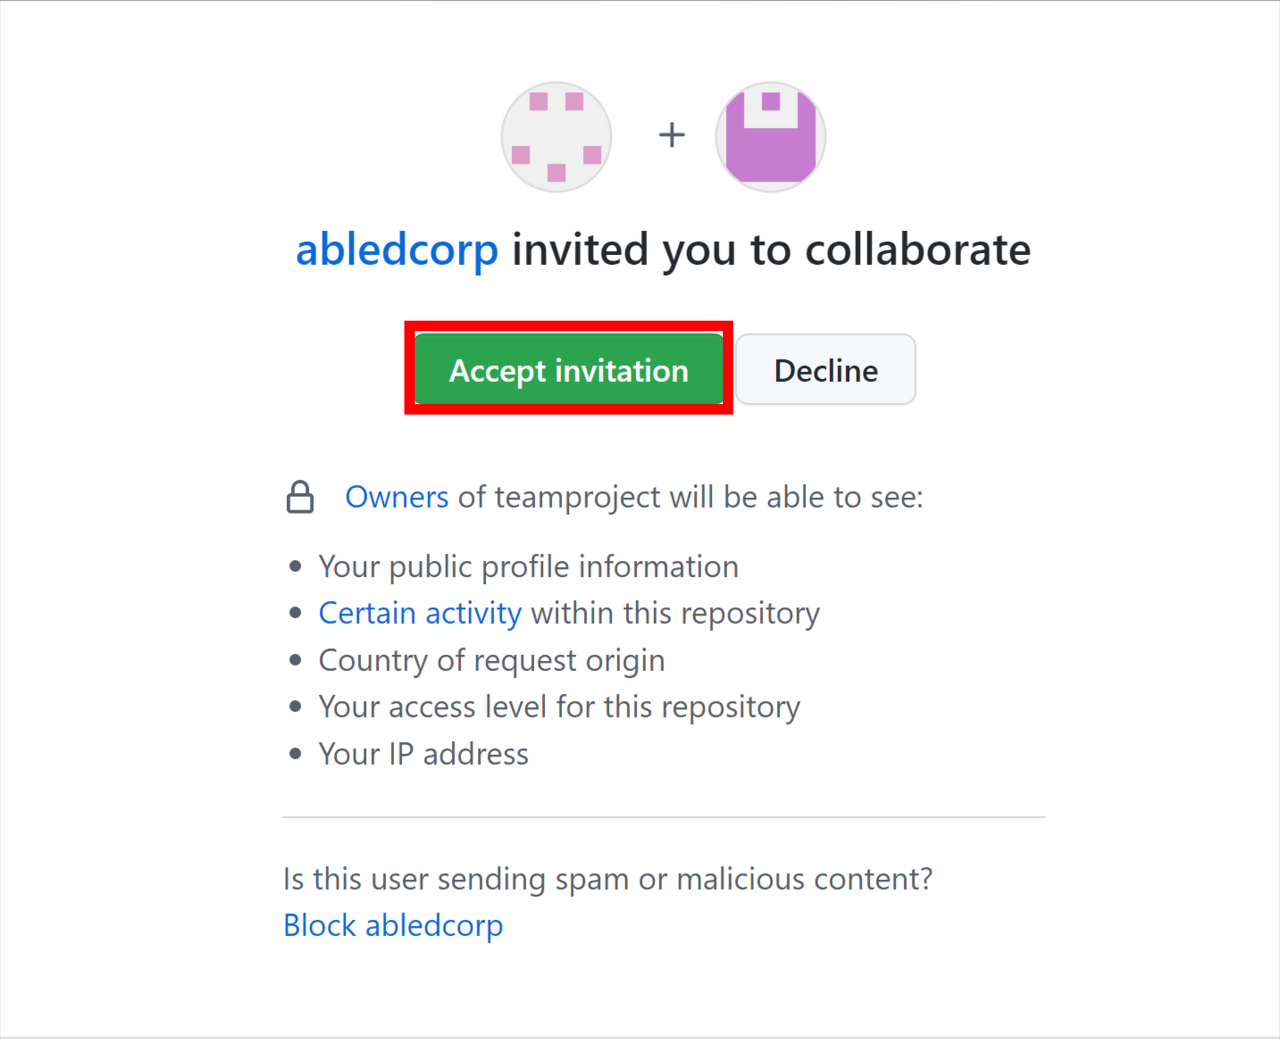 abledcorp invited you to collaborate
Accept invitation
Decline
Owners of teamproject will be able to see:
Your public profile information
Certain activity within this repository
Country of request origin
Your access level for this repository
Your IP address
Is this user sending spam or malicious content?
Block abledcorp